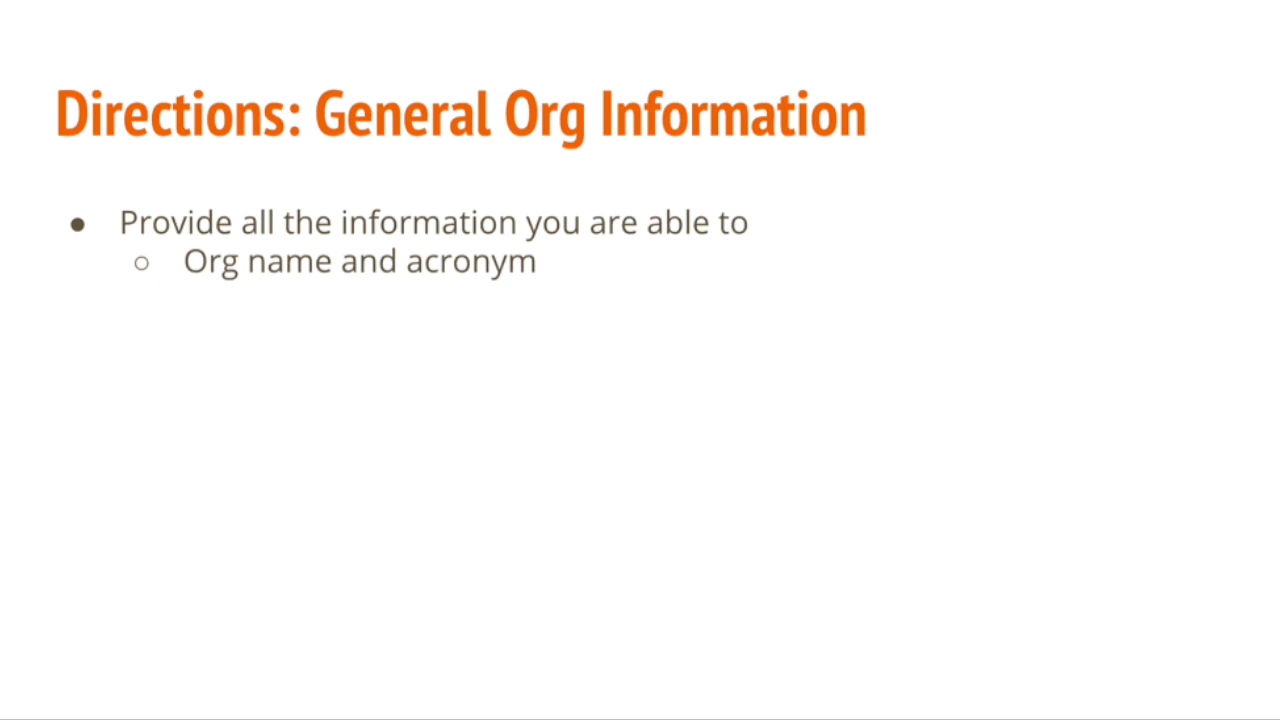 Directions: General Org Information
● Provide all the information you are able to
○ Org name and acronym